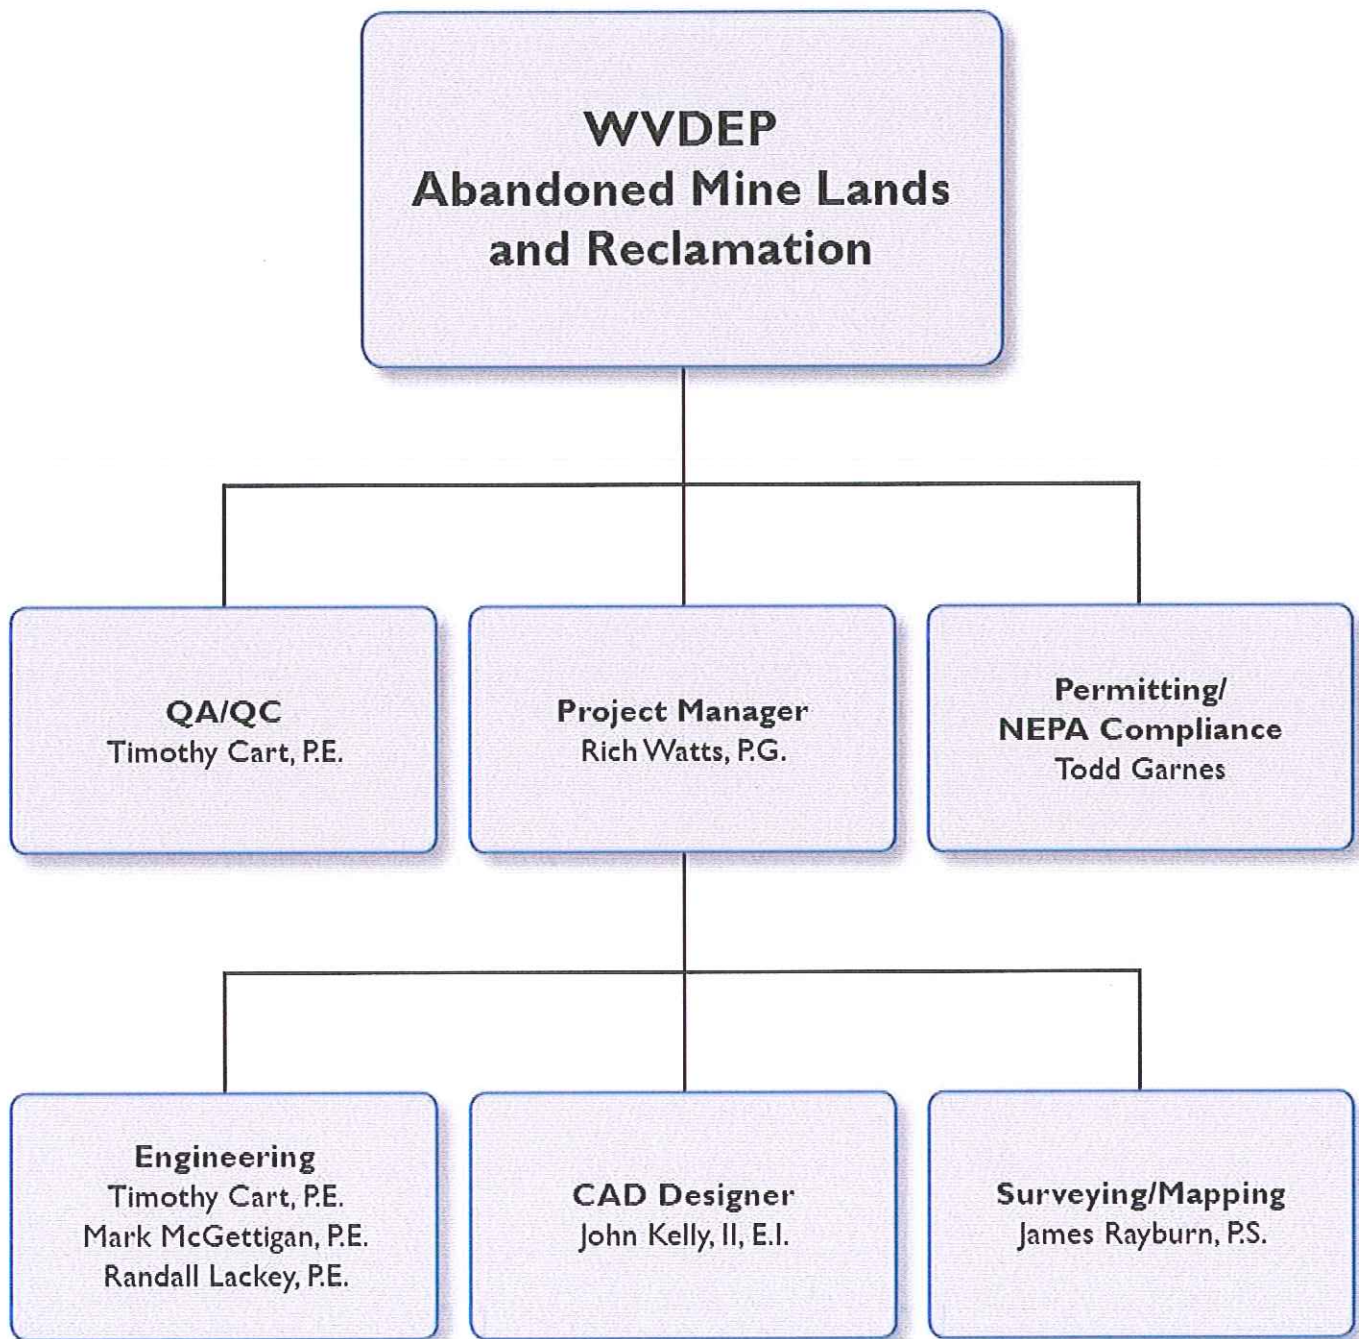 WVDEP
Abandoned Mine Lands
and Reclamation
QA/QC
Timothy Cart, P.E.
Project Manager
Rich Watts, P.G.
Permitting/
NEPA Compliance
Todd Garnes
Engineering
Timothy Cart, P.E.
Mark McGettigan, P.E.
Randall Lackey, P.E.
CAD Designer
John Kelly, II, E.I.
Surveying/Mapping
James Rayburn, P.S.